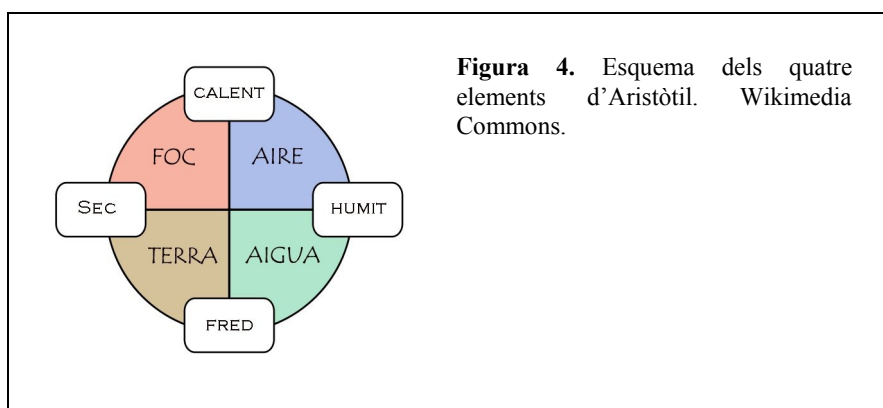 CALENT
FOC AIRE
SEC HUMIT
TERRA AIGUA
FRED
Figura 4. Esquema dels quatre
elements d'Aristòtil. Wikimedia
Commons.